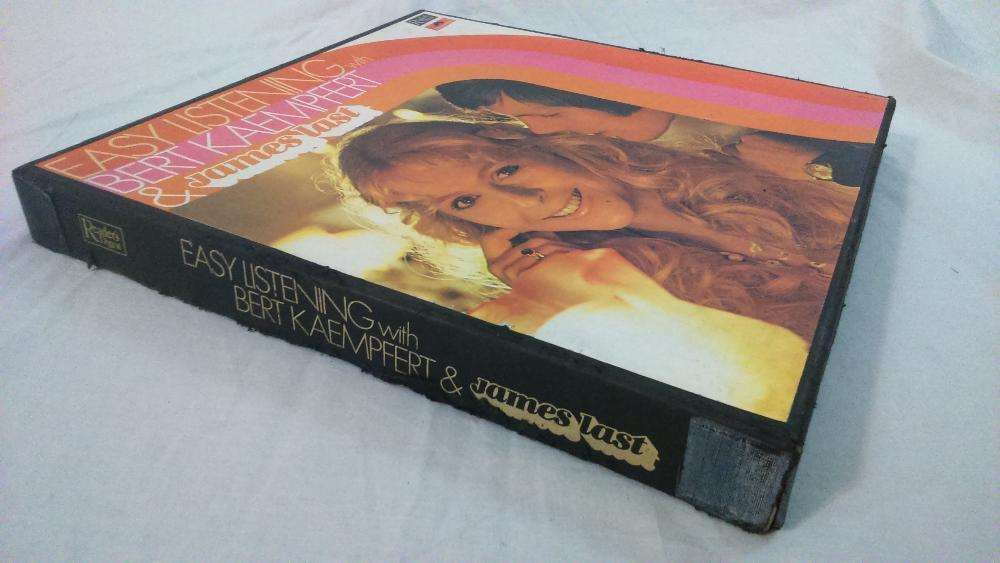 EASY LISTENING with
BERT KAEMPFERT
& James Last
EASY LISTENING with
BERT KAEMPFERT & James Last